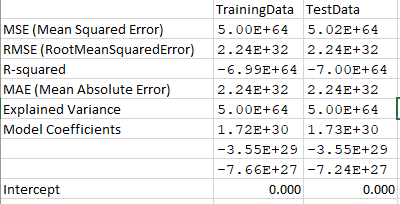 TrainingData TestData
MSE (Mean Squared Error) 5.00E+64 5.02E+64
RMSE (RootMeanSquaredError) 2.24E+32 2.24E+32
R-squared -6.99E+64 -7.00E+64
MAE (Mean Absolute Error) 2.24E+32 2.24E+32
Explained Variance 5.00E+64 5.00E+64
Model Coefficients 1.72E+30 1.73E+30
-3.55E+29 -3.55E+29
-7.66E+27 -7.24E+27
Intercept 0.000 0.000